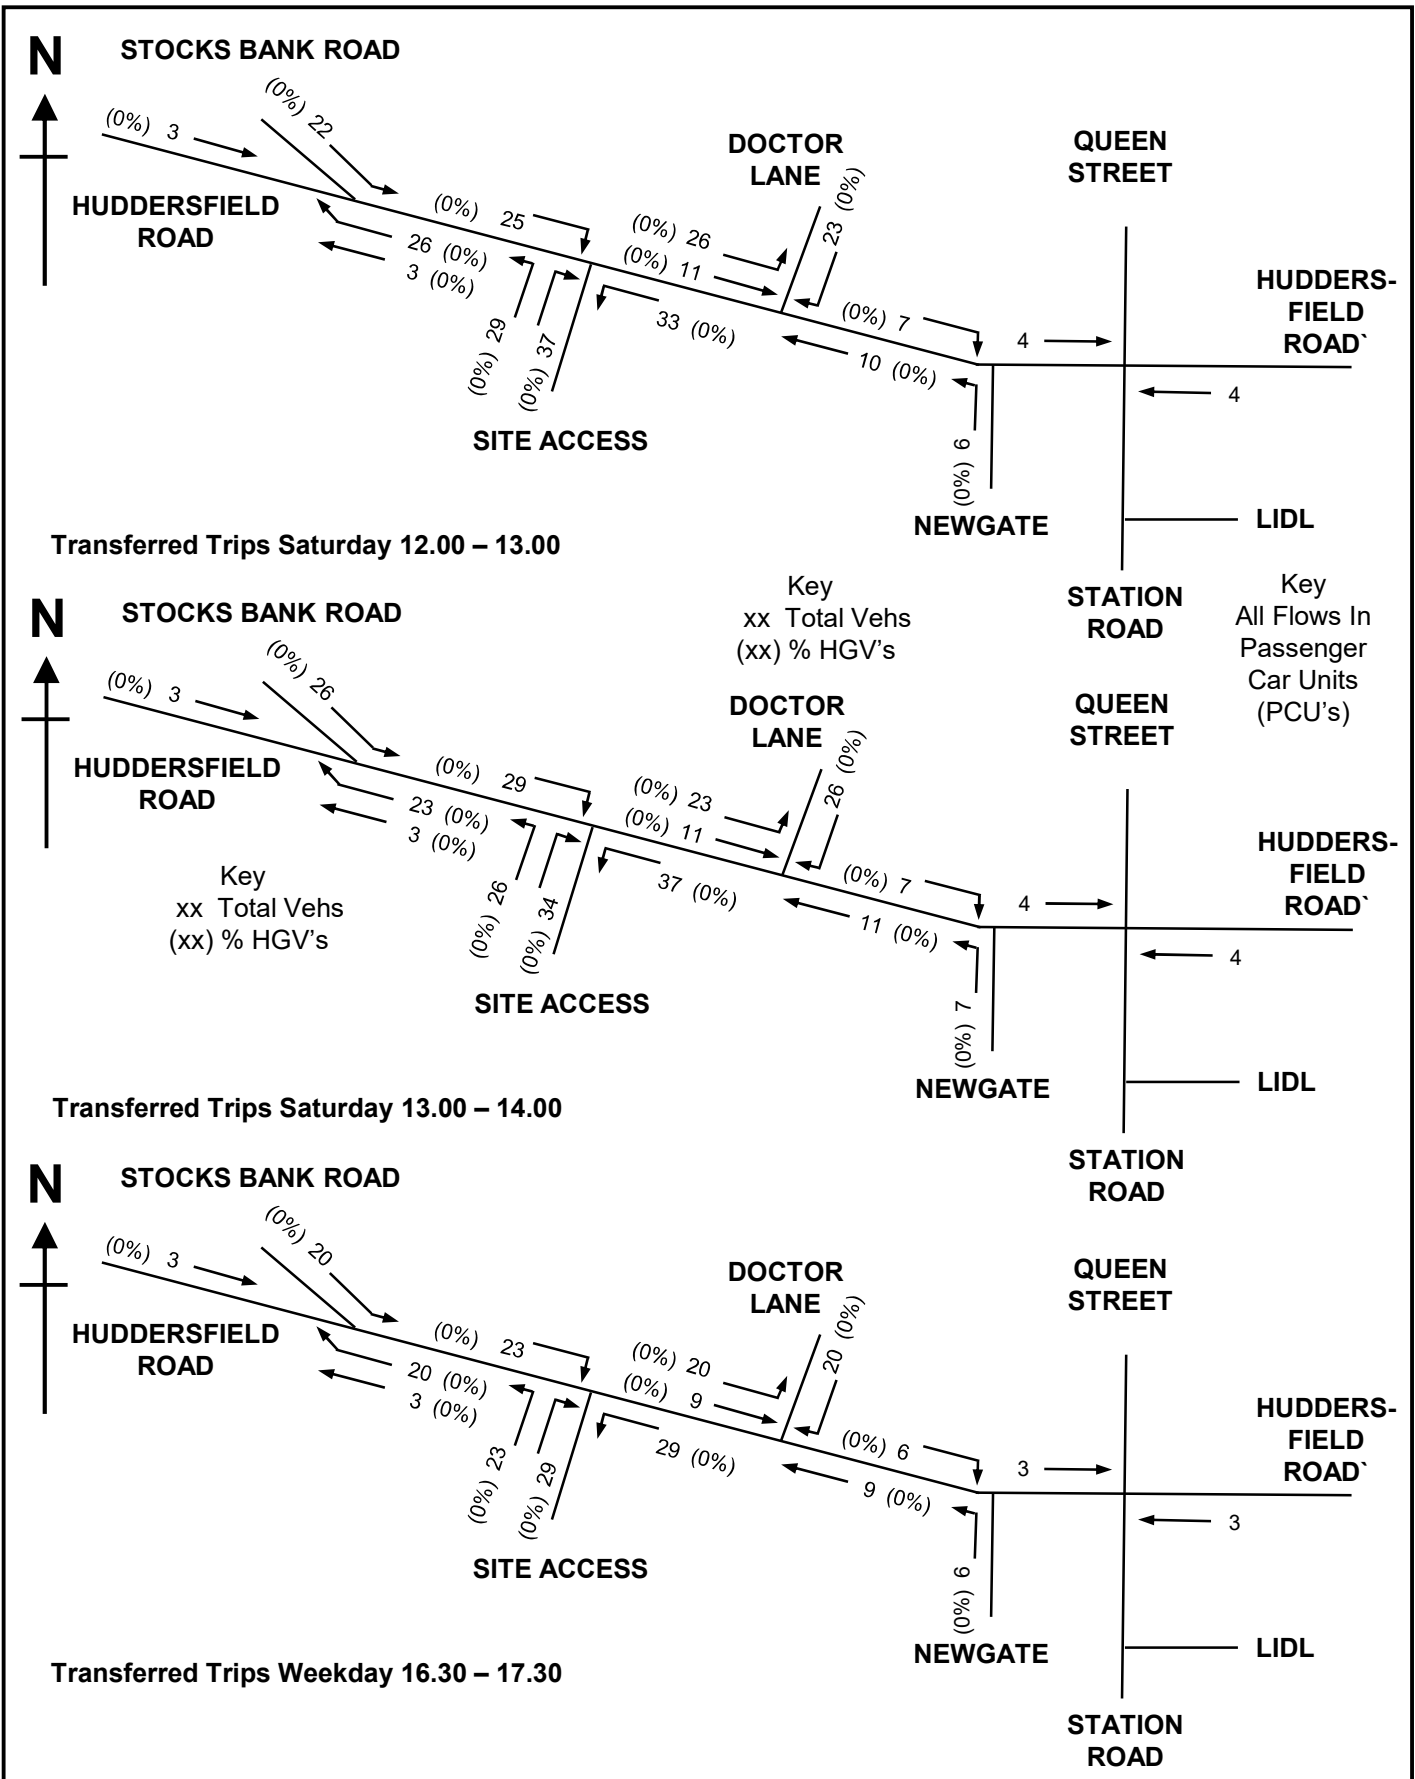 N
STOCKS BANK ROAD
(0%) 22
(0%) 3
HUDDERSFIELD
ROAD
(0%) 25
26 (0%)
3 (0%)
(0%) 29
(0%) 37
SITE ACCESS
DOCTOR
LANE
23 (0%)
(0%) 26
(0%) 11
33 (0%)
(0%) 7
10 (0%)
(0%) 6
NEWGATE
QUEEN
STREET
4
4
HUDDERS-
FIELD
ROAD`
LIDL
STATION
ROAD
Transferred Trips Saturday 12.00 – 13.00
Key
xx Total Vehs
(xx) % HGV's
Key
All Flows In
Passenger
Car Units
(PCU's)
N
STOCKS BANK ROAD
(0%) 26
(0%) 3
HUDDERSFIELD
ROAD
(0%) 29
23 (0%)
3 (0%)
(0%) 26
(0%) 34
SITE ACCESS
Key
xx Total Vehs
(xx) % HGV's
DOCTOR
LANE
26 (0%)
(0%) 23
(0%) 11
37 (0%)
(0%) 7
11 (0%)
(0%) 7
NEWGATE
QUEEN
STREET
4
4
HUDDERS-
FIELD
ROAD`
LIDL
STATION
ROAD
Transferred Trips Saturday 13.00 – 14.00
N
STOCKS BANK ROAD
(0%) 20
(0%) 3
HUDDERSFIELD
ROAD
(0%) 23
20 (0%)
3 (0%)
(0%) 23
(0%) 29
SITE ACCESS
DOCTOR
LANE
20 (0%)
(0%) 20
(0%) 9
29 (0%)
(0%) 6
9 (0%)
(0%) 6
NEWGATE
QUEEN
STREET
3
3
HUDDERS-
FIELD
ROAD`
LIDL
STATION
ROAD
Transferred Trips Weekday 16.30 – 17.30